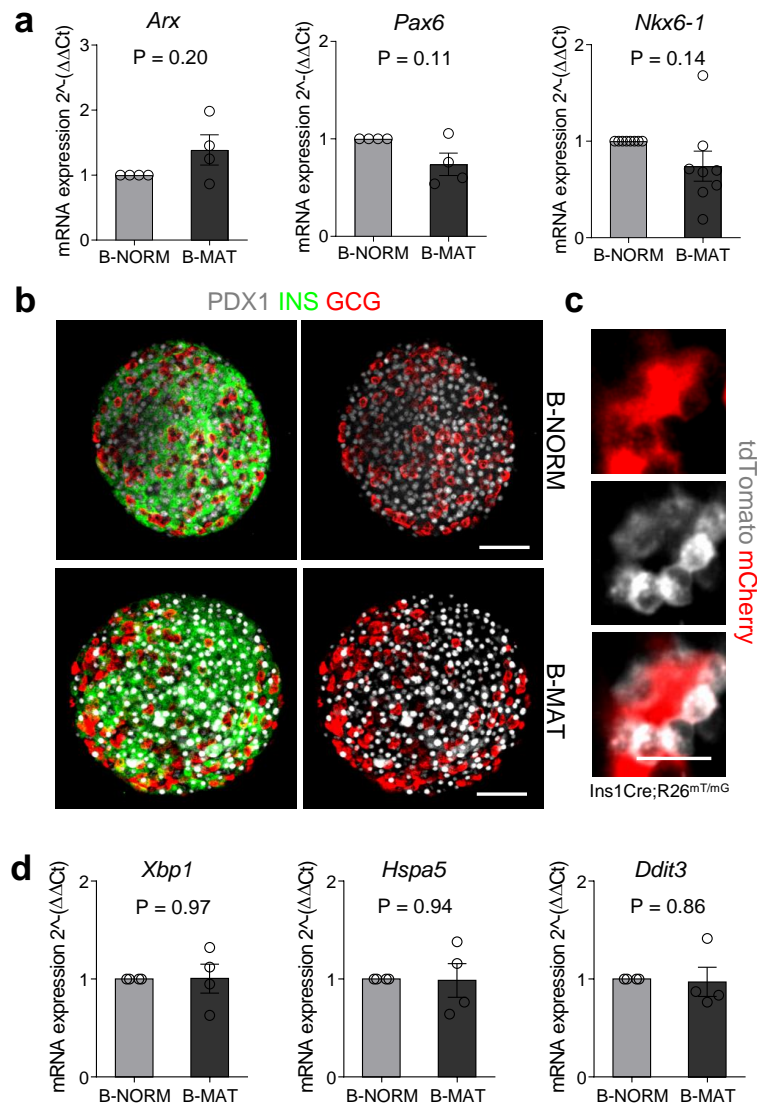 a
Arx
Pax6
Nkx6-1
mRNA expression 2^-(ΔΔCt)
3
2
1
0
P = 0.20
B-NORM B-MAT
mRNA expression 2^-(ΔΔCt)
2
1
0
P = 0.11
B-NORM B-MAT
mRNA expression 2^-(ΔΔCt)
2
1
0
P = 0.14
B-NORM B-MAT
b
PDX1 INS GCG
B-NORM
B-MAT
c
tdTomato mCherry
Ins1Cre;R26mT/mG
d
Xbp1
Hspa5
Ddit3
mRNA expression 2^-(ΔΔCt)
2
1
0
P = 0.97
B-NORM B-MAT
mRNA expression 2^-(ΔΔCt)
2
1
0
P = 0.94
B-NORM B-MAT
mRNA expression 2^-(ΔΔCt)
2
1
0
P = 0.86
B-NORM B-MAT